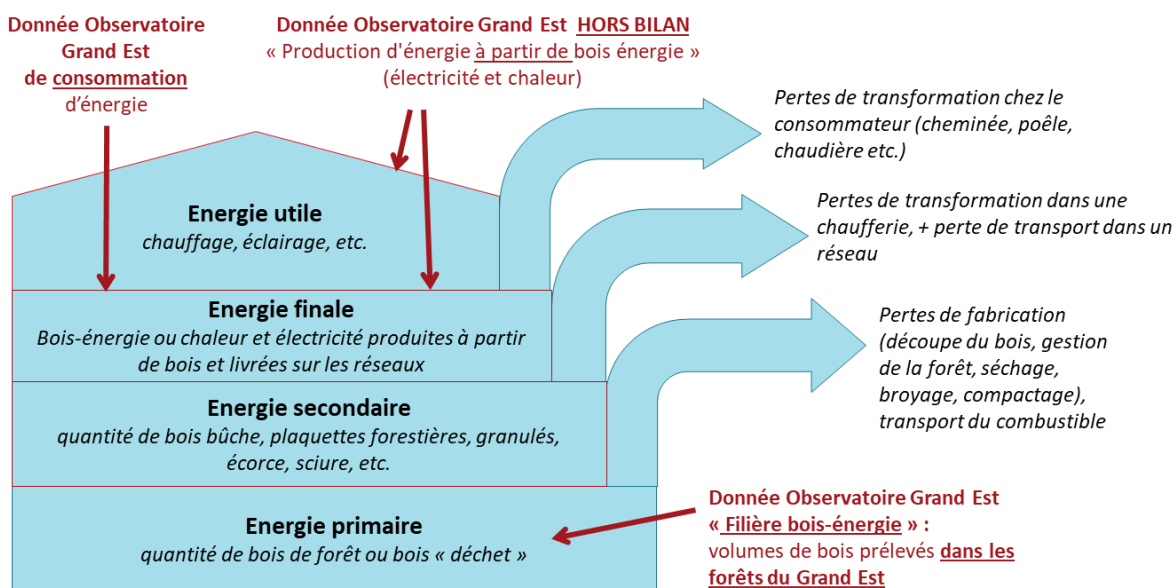 Donnée Observatoire
Grand Est
de consommation
d'énergie
Donnée Observatoire Grand Est HORS BILAN
« Production d'énergie à partir de bois énergie »
(électricité et chaleur)
Pertes de transformation chez le
consommateur (cheminée, poêle,
chaudière etc.)
Energie utile
chauffage, éclairage, etc.
Pertes de transformation dans une
chaufferie, + perte de transport dans un
réseau
Energie finale
Bois-énergie ou chaleur et électricité produites à partir
de bois et livrées sur les réseaux
Pertes de fabrication
(découpe du bois, gestion
de la forêt, séchage,
broyage, compactage),
transport du combustible
Energie secondaire
quantité de bois bûche, plaquettes forestières, granulés,
écorce, sciure, etc.
Energie primaire
quantité de bois de forêt ou bois « déchet »
Donnée Observatoire Grand Est
« Filière bois-énergie » :
volumes de bois prélevés dans les
forêts du Grand Est